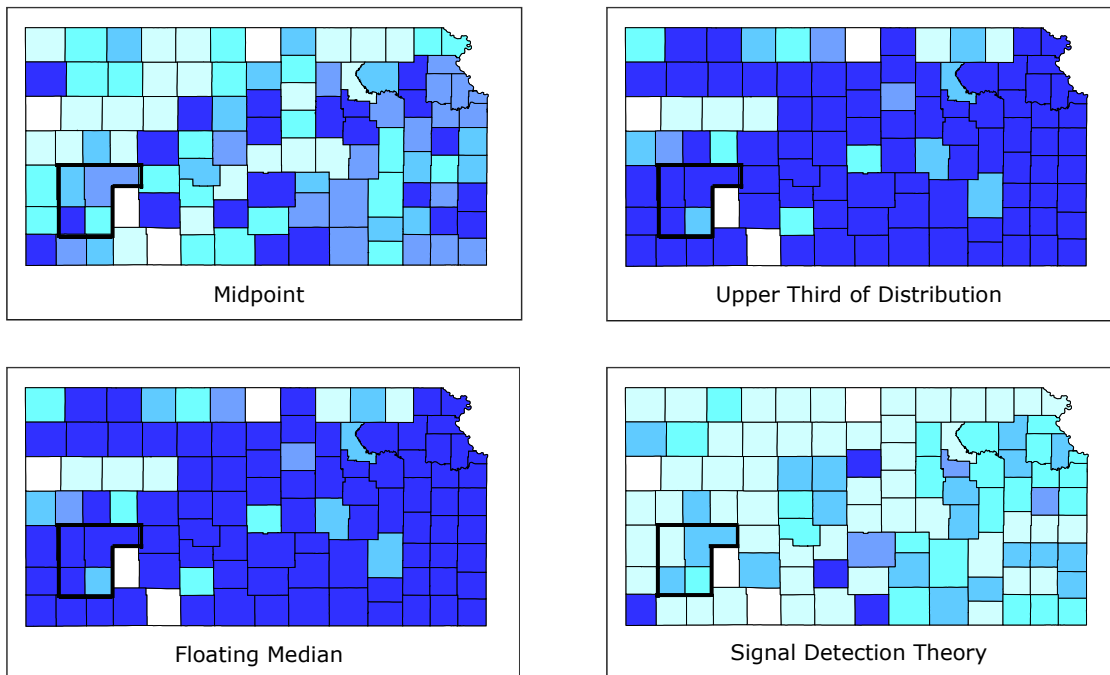 Midpoint
Upper Third of Distribution
Floating Median
Signal Detection Theory